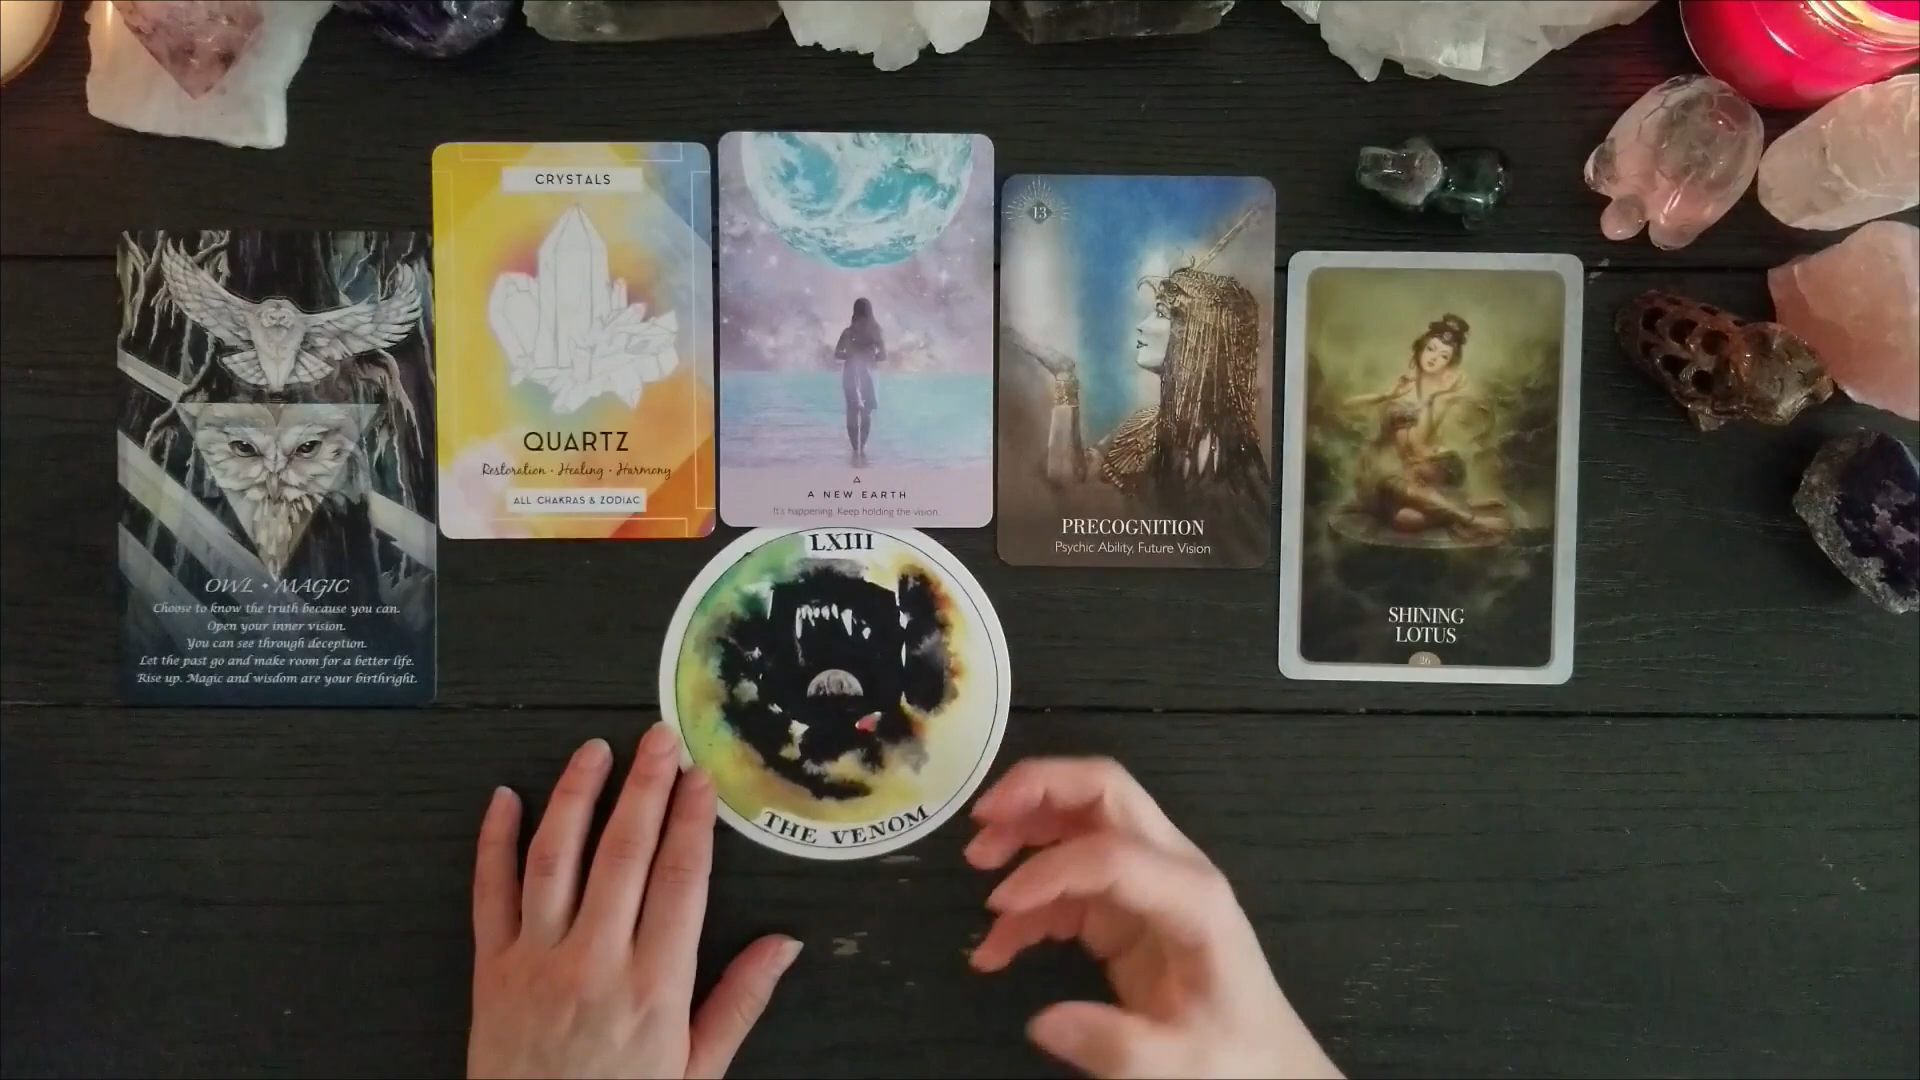 OWL • MAGIC
Choose to know the truth because you can.
Open your inner vision.
You can see through deception.
Let the past go and make room for a better life.
Rise up. Magic and wisdom are your birthright.
CRYSTALS
QUARTZ
Restoration • Healing • Harmony
ALL CHAKRAS & ZODIAC
A NEW EARTH
It's happening. Keep holding the vision.
13
PRECOGNITION
Psychic Ability, Future Vision
SHINING
LOTUS
26
LXIII
THE VENOM